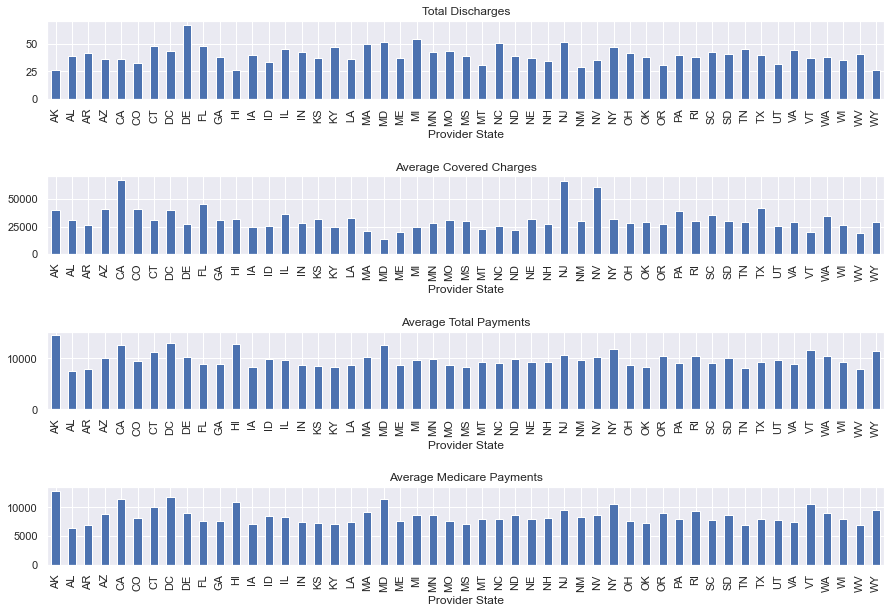 Total Discharges
50
25
0
AK AL AR AZ CA CO CT DC DE FL GA HI IA ID IL IN KS KY LA MA MD ME MI MN MO MS MT NC ND NE NH NJ NM NV NY OH OK OR PA RI SC SD TN TX UT VA VT WA WI WV WY
Provider State
Average Covered Charges
50000
25000
0
AK AL AR AZ CA CO CT DC DE FL GA HI IA ID IL IN KS KY LA MA MD ME MI MN MO MS MT NC ND NE NH NJ NM NV NY OH OK OR PA RI SC SD TN TX UT VA VT WA WI WV WY
Provider State
Average Total Payments
10000
0
AK AL AR AZ CA CO CT DC DE FL GA HI IA ID IL IN KS KY LA MA MD ME MI MN MO MS MT NC ND NE NH NJ NM NV NY OH OK OR PA RI SC SD TN TX UT VA VT WA WI WV WY
Provider State
Average Medicare Payments
10000
5000
0
AK AL AR AZ CA CO CT DC DE FL GA HI IA ID IL IN KS KY LA MA MD ME MI MN MO MS MT NC ND NE NH NJ NM NV NY OH OK OR PA RI SC SD TN TX UT VA VT WA WI WV WY
Provider State